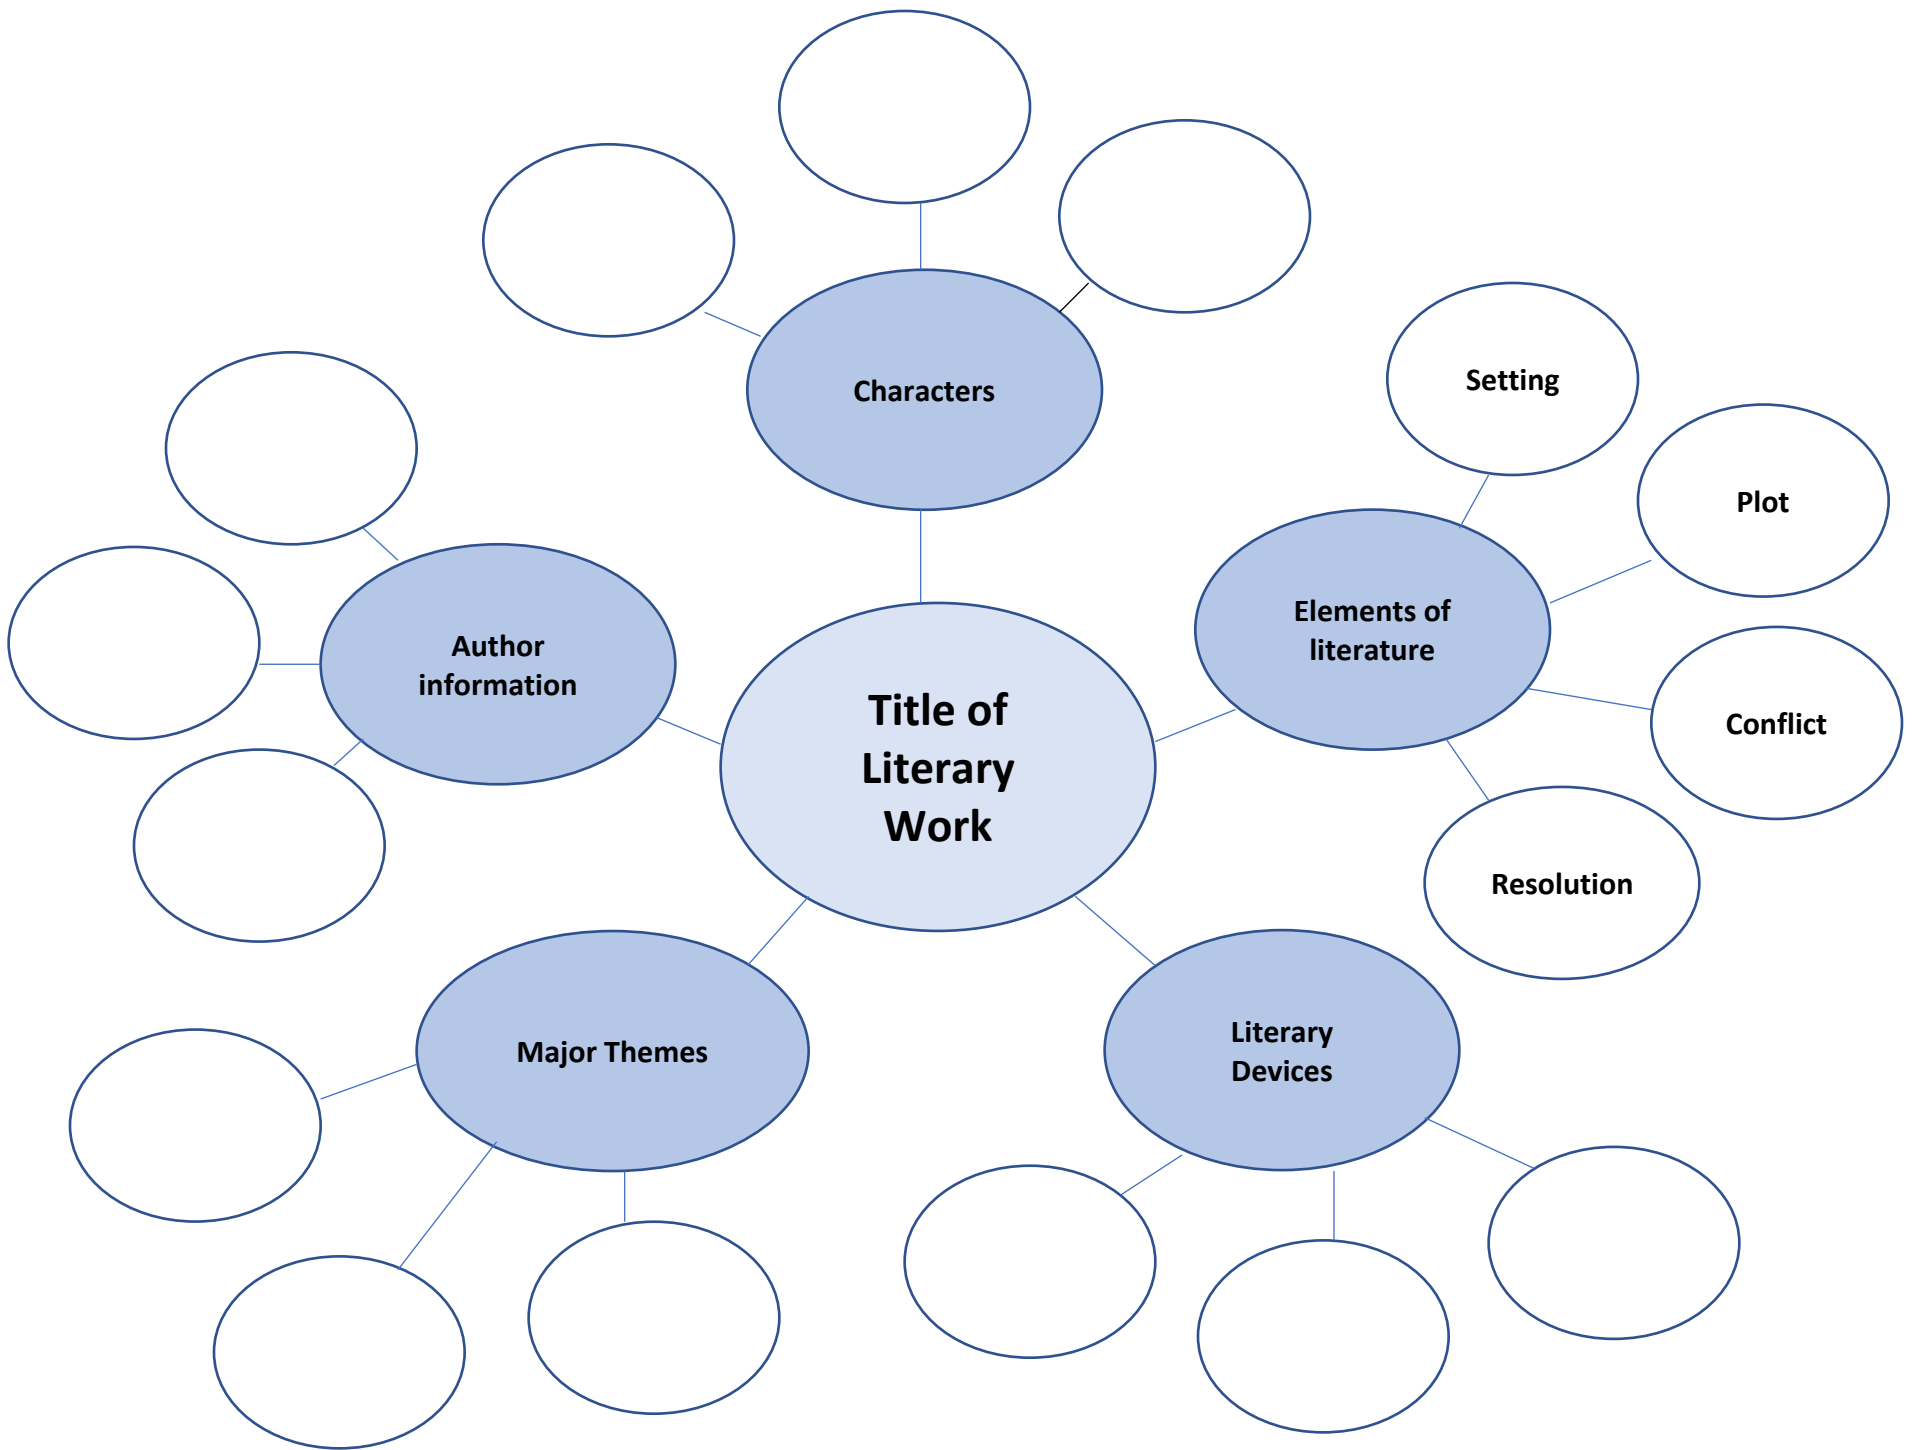 Characters
Setting
Plot
Elements of
literature
Author
information
Title of
Literary
Work
Conflict
Resolution
Major Themes
Literary
Devices